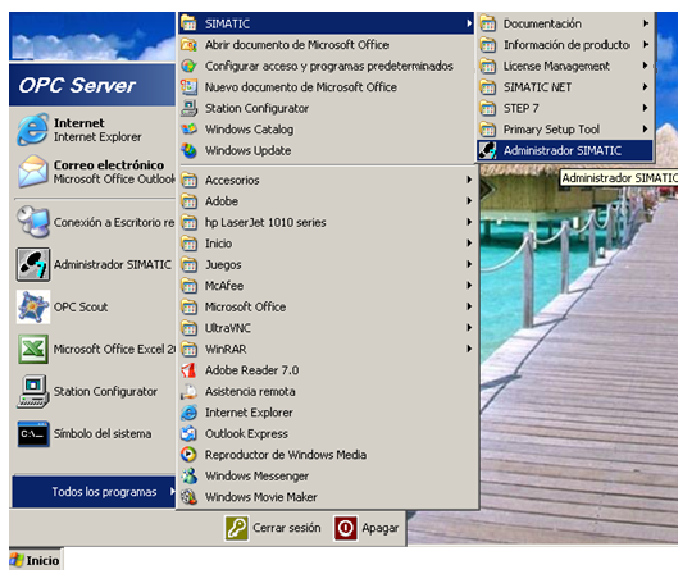 OPC Server
Internet
Internet Explorer
Correo electrónico
Microsoft Office Outlook
Conexión a Escritorio re
Administrador SIMATIC
OPC Scout
Microsoft Office Excel 2
Station Configurator
Símbolo del sistema
Todos los programas
SIMATIC
Abrir documento de Microsoft Office
Configurar acceso y programas predeterminados
Nuevo documento de Microsoft Office
Station Configurator
Windows Catalog
Windows Update
Accesorios
Adobe
hp LaserJet 1010 series
Inicio
Juegos
McAfee
Microsoft Office
UltraVNC
WinRAR
Adobe Reader 7.0
Asistencia remota
Internet Explorer
Outlook Express
Reproductor de Windows Media
Windows Messenger
Windows Movie Maker
Documentación
Información de producto
License Management
SIMATIC NET
STEP 7
Primary Setup Tool
Administrador SIMATIC
Administrador SIMATIC
Cerrar sesión
Apagar
Inicio